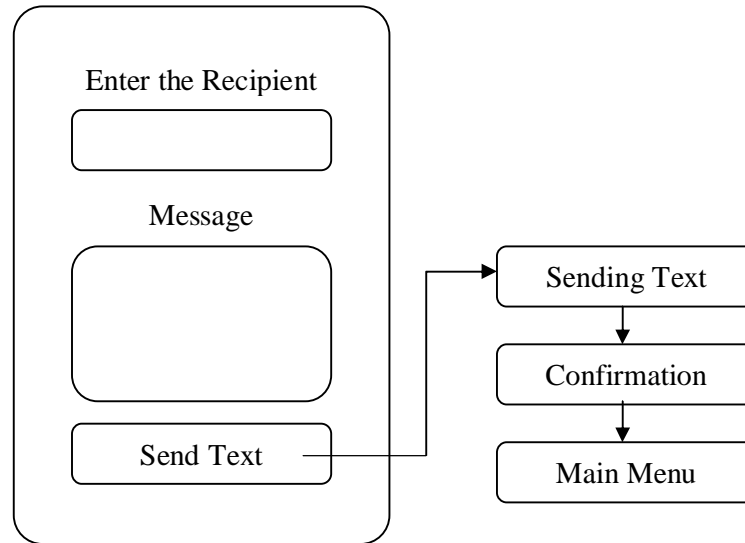 Enter the Recipient
Message
Send Text
Sending Text
Confirmation
Main Menu